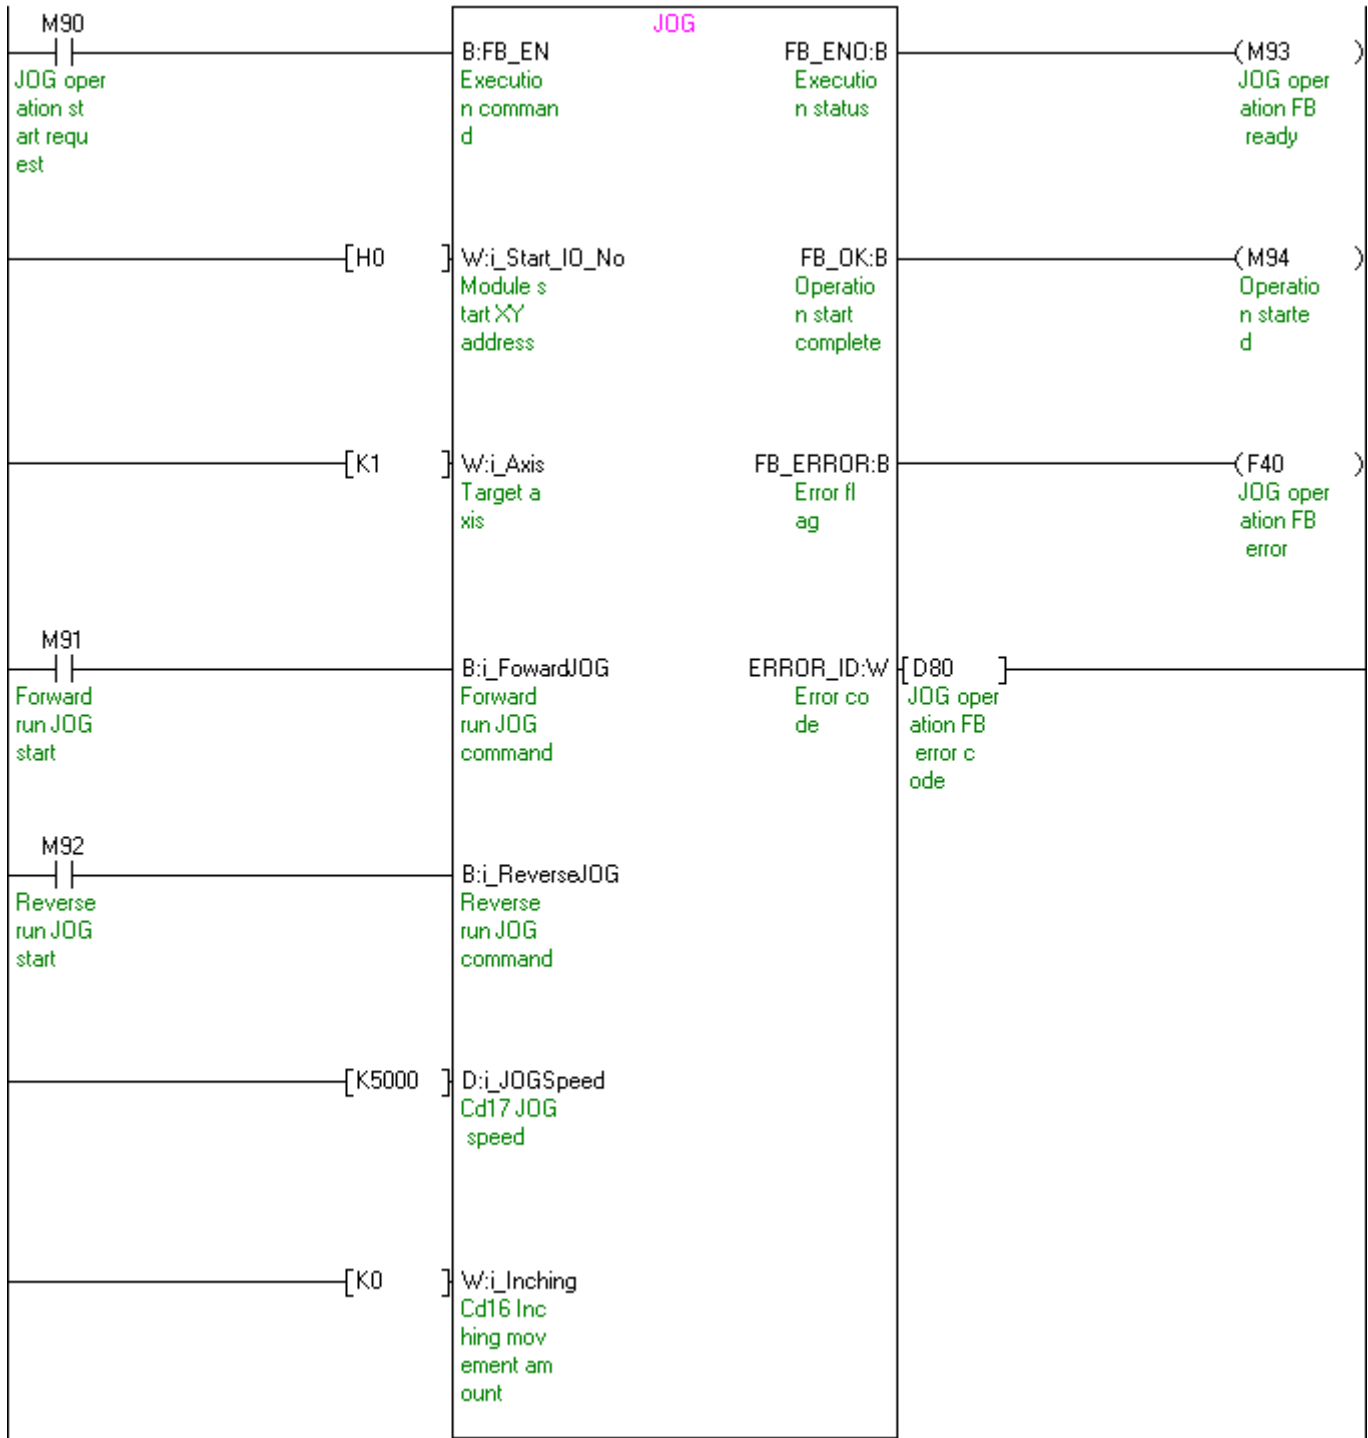 M90
JOG
B:FB_EN
FB_ENO:B
(M93 )
JOG oper
ation st
art requ
est
Executio
n comman
d
Executio
n status
JOG oper
ation FB
ready
[H0 ]
W:i_Start_IO_No
FB_OK:B
(M94 )
Module s
tart XY
address
Operatio
n start
complete
Operatio
n starte
d
[K1 ]
W:i_Axis
FB_ERROR:B
(F40 )
Target a
xis
Error fl
ag
JOG oper
ation FB
error
M91
B:i_FowardJOG
ERROR_ID:W
[D80 ]
Forward
run JOG
start
Forward
run JOG
command
Error co
de
JOG oper
ation FB
error c
ode
M92
B:i_ReverseJOG
Reverse
run JOG
start
Reverse
run JOG
command
[K5000 ]
D:i_JOGSpeed
Cd17 JOG
speed
[K0 ]
W:i_Inching
Cd16 Inc
hing mov
ement am
ount